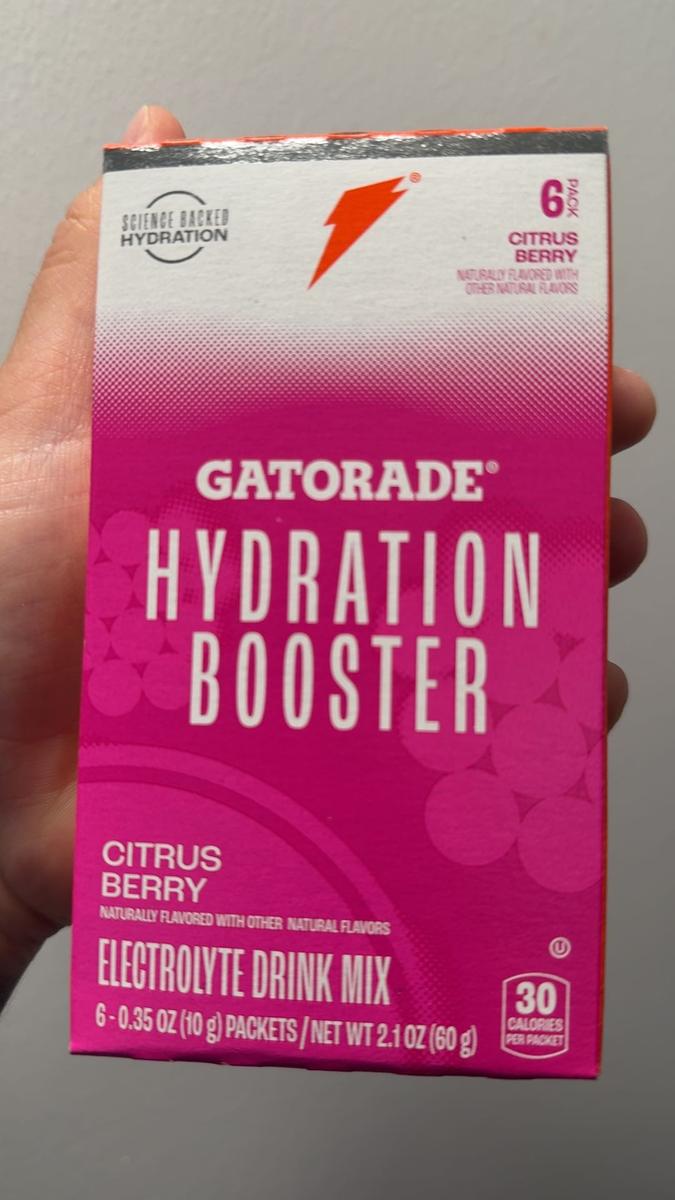 SCIENCE BACKED
HYDRATION
®
6 PACK
CITRUS
BERRY
NATURALLY FLAVORED WITH
OTHER NATURAL FLAVORS
GATORADE®
HYDRATION
BOOSTER
CITRUS
BERRY
NATURALLY FLAVORED WITH OTHER NATURAL FLAVORS
ELECTROLYTE DRINK MIX
6 - 0.35 OZ (10 g) PACKETS / NET WT 2.1 OZ (60 g)
U
30
CALORIES
PER PACKET